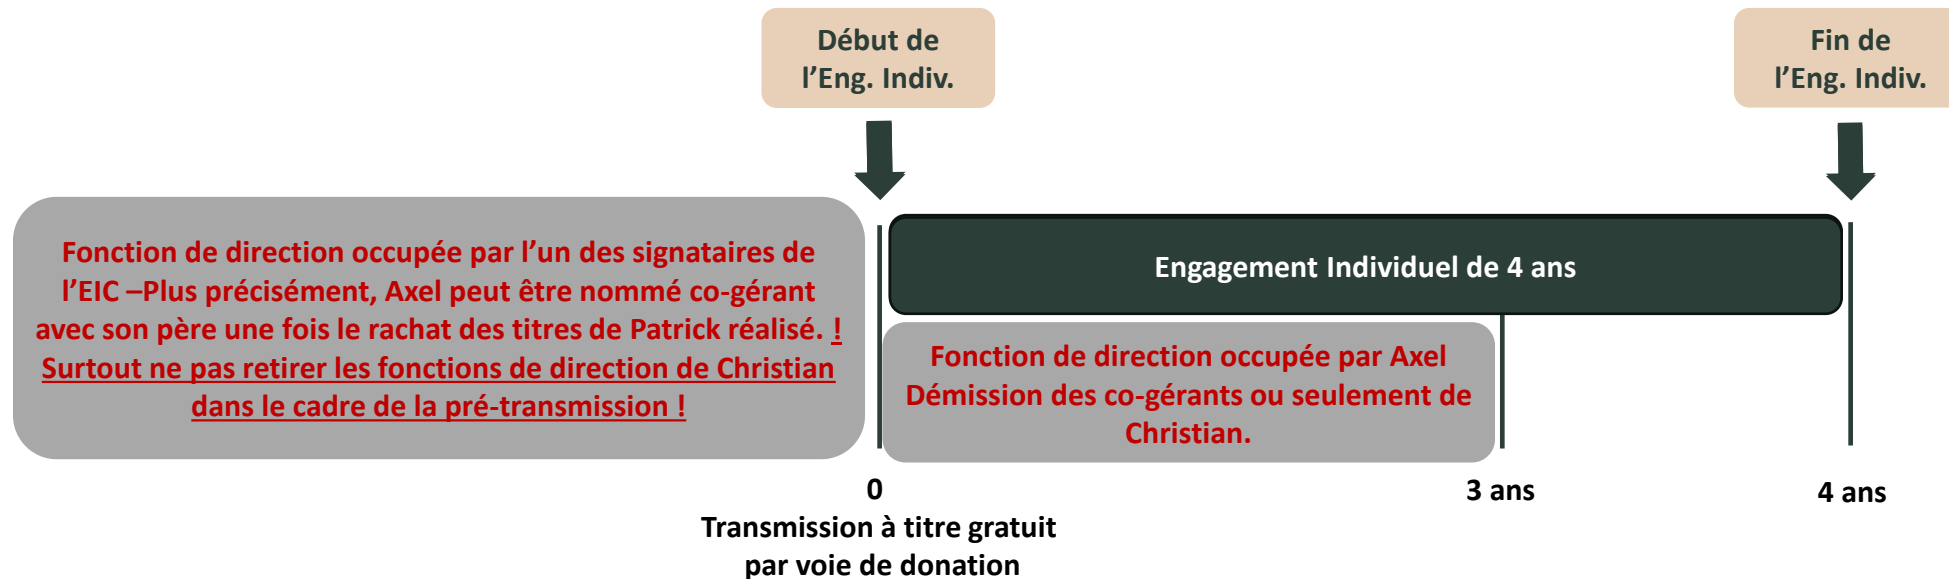 Début de
l’Eng. Indiv.
Fin de
l’Eng. Indiv.
Fonction de direction occupée par l’un des signataires de
l’EIC –Plus précisément, Axel peut être nommé co-gérant
avec son père une fois le rachat des titres de Patrick réalisé. !
Surtout ne pas retirer les fonctions de direction de Christian
dans le cadre de la pré-transmission !
Engagement Individuel de 4 ans
Fonction de direction occupée par Axel
Démission des co-gérants ou seulement de
Christian.
0
3 ans
4 ans
Transmission à titre gratuit
par voie de donation